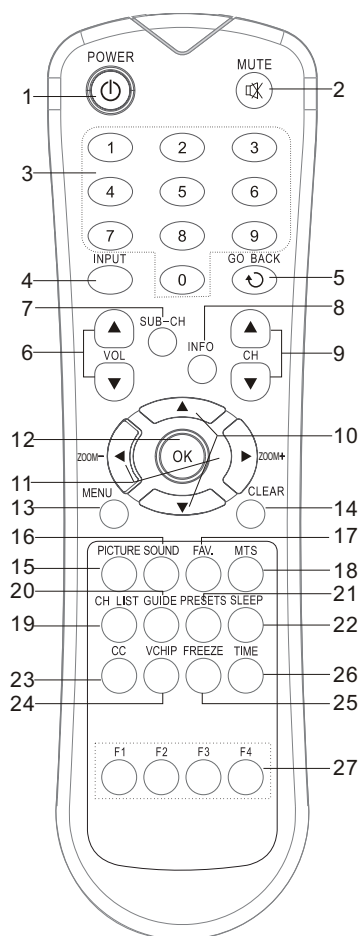 POWER
MUTE
1
2
1 2 3
3
4 5 6
7 8 9
INPUT
GO BACK
4
0
5
7
SUB-CH
8
INFO
6
VOL
CH
9
12
OK
10
ZOOM-
ZOOM+
11
MENU
CLEAR
13
14
16
17
PICTURE SOUND FAV. MTS
15
18
20
21
CH LIST GUIDE PRESETS SLEEP
19
22
CC VCHIP FREEZE TIME
23
26
24
25
F1 F2 F3 F4
27